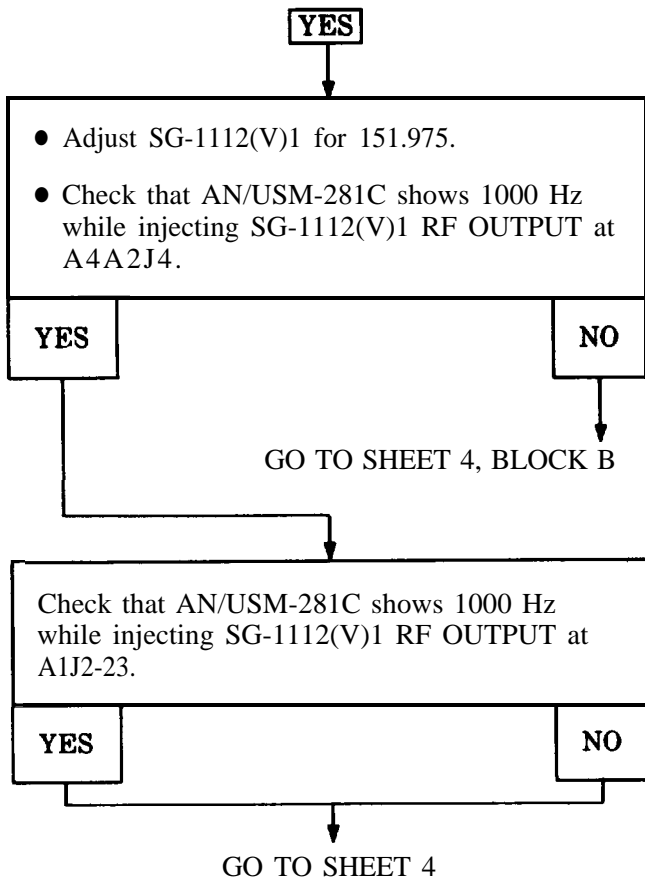 YES
● Adjust SG-1112(V)1 for 151.975.
● Check that AN/USM-281C shows 1000 Hz
while injecting SG-1112(V)1 RF OUTPUT at
A4A2J4.
YES
NO
GO TO SHEET 4, BLOCK B
Check that AN/USM-281C shows 1000 Hz
while injecting SG-1112(V)1 RF OUTPUT at
A1J2-23.
YES
NO
GO TO SHEET 4